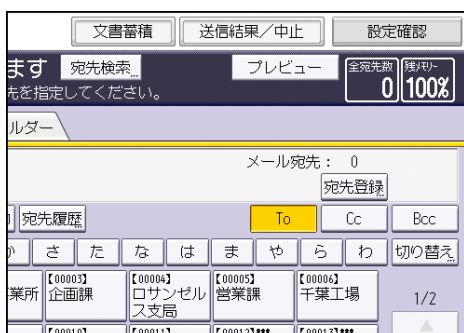 文書蓄積 送信結果／中止 設定確認
ます 宛先検索 プレビュー 全宛先数 残メモリー
先を指定してください。 0 100%
ルダー
メール宛先： 0
宛先登録
宛先履歴 To Cc Bcc
か さ た な は ま や ら わ 切り替え
業所 【00003】 【00004】 【00005】 【00006】
企画課 ロサンゼル 営業課 千葉工場 1/2
ス支局